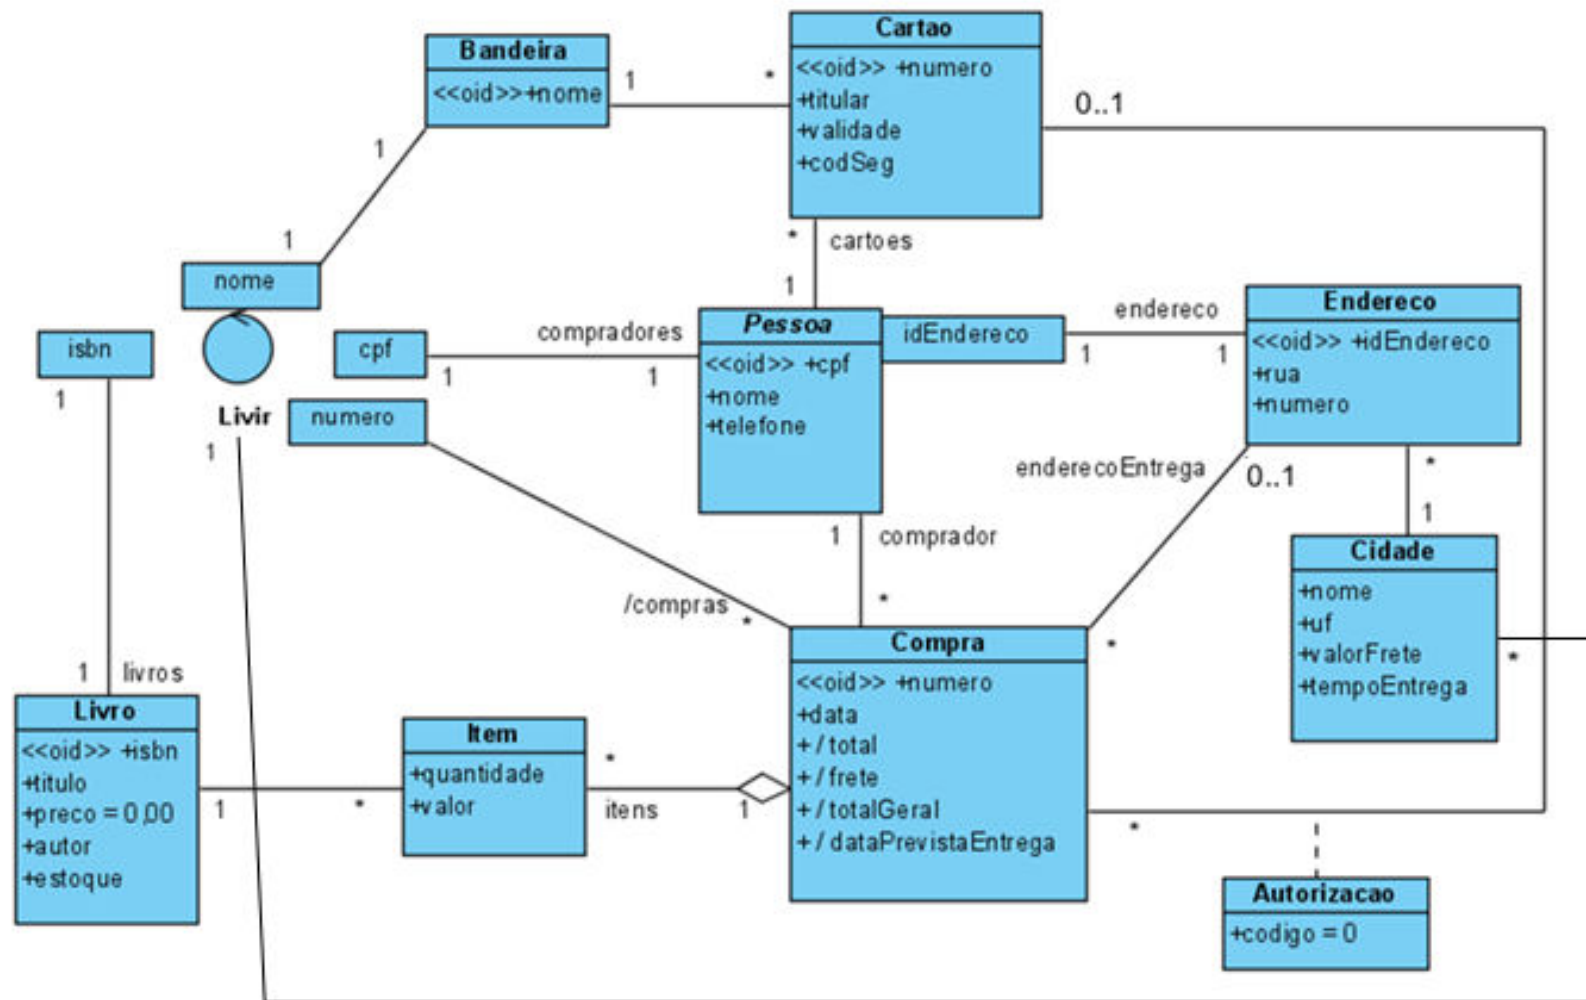 Bandeira
<<oid>>+nome
1
*
Cartao
<<oid>> +numero
+titular
+validade
+codSeg
0..1
1
1
nome
*
cartoes
1
isbn
1
Livir
1
cpf
1
compradores
1
numero
Pessoa
<<oid>> +cpf
+nome
+telefone
idEndereco
1
endereco
1
Endereco
<<oid>> +idEndereco
+rua
+numero
enderecoEntrega
0..1
*
1
1
comprador
*
/compras
*
Cidade
+nome
+uf
+valorFrete
+tempoEntrega
*
*
1
livros
Livro
<<oid>> +isbn
+titulo
+preco = 0,00
+autor
+estoque
1
*
Item
+quantidade
+valor
*
itens
1
Compra
<<oid>> +numero
+data
+ / total
+ / frete
+ / totalGeral
+ / dataPrevistaEntrega
*
Autorizacao
+codigo = 0